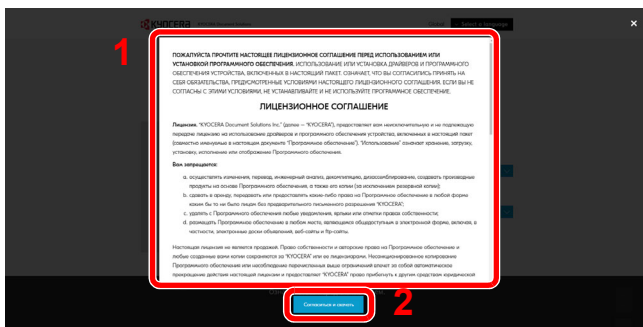 KYOCERA
Global
Select a language
×
1
ПОЖАЛУЙСТА ПРОЧТИТЕ НАСТОЯЩЕЕ ЛИЦЕНЗИОННОЕ СОГЛАШЕНИЕ ПЕРЕД ИСПОЛЬЗОВАНИЕМ ИЛИ
УСТАНОВКОЙ ПРОГРАММНОГО ОБЕСПЕЧЕНИЯ. ИСПОЛЬЗОВАНИЕ ИЛИ УСТАНОВКА ДРАЙВЕРОВ И ПРОГРАММНОГО
ОБЕСПЕЧЕНИЯ УСТРОЙСТВА, ВКЛЮЧЕННЫХ В НАСТОЯЩИЙ ПАКЕТ, ОЗНАЧАЕТ, ЧТО ВЫ СОГЛАСИЛИСЬ ПРИНЯТЬ НА
СЕБЯ ОБЯЗАТЕЛЬСТВА, ПРЕДУСМОТРЕННЫЕ УСЛОВИЯМИ НАСТОЯЩЕГО ЛИЦЕНЗИОННОГО СОГЛАШЕНИЯ. ЕСЛИ ВЫ НЕ
СОГЛАСНЫ С ЭТИМИ УСЛОВИЯМИ, НЕ УСТАНАВЛИВАЙТЕ И НЕ ИСПОЛЬЗУЙТЕ ПРОГРАММНОЕ ОБЕСПЕЧЕНИЕ.
ЛИЦЕНЗИОННОЕ СОГЛАШЕНИЕ
Лицензия. "KYOCERA Document Solutions Inc." (далее – "KYOCERA"), предоставляет вам неисключительную и не подлежащую
передаче лицензию на использование драйверов и программного обеспечения устройства, включенных в настоящий пакет
(совместно именуемые в настоящем документе "Программное обеспечение"). "Использование" означает хранение, загрузку,
установку, исполнение или отображение Программного обеспечения.
Вам запрещается:
a. осуществлять изменения, перевод, инженерный анализ, декомпиляцию, дизассемблирование, создавать производные
продукты на основе Программного обеспечения, а также его копии (за исключением резервной копии);
b. сдавать в аренду, передавать или предоставлять какие-либо права на Программное обеспечение в любой форме
каким бы то ни было лицам без предварительного письменного разрешения "KYOCERA";
c. удалять с Программного обеспечения любые уведомления, ярлыки или отметки правах собственности;
d. размещать Программное обеспечение в любом месте, являющемся общедоступным в электронной форме, включая, в
частности, электронные доски объявлений, веб-сайты и ftp-сайты.
Настоящая лицензия не является продажей. Право собственности и авторские права на Программное обеспечение и
любые созданные вами копии сохраняются за "KYOCERA" или ее лицензиарами. Несанкционированное копирование
Программного обеспечения или несоблюдение перечисленных выше ограничений влечет за собой автоматическое
прекращение действия настоящей лицензии и предоставляет "KYOCERA" право прибегнуть к другим средствам юридической
Согласиться и скачать
2